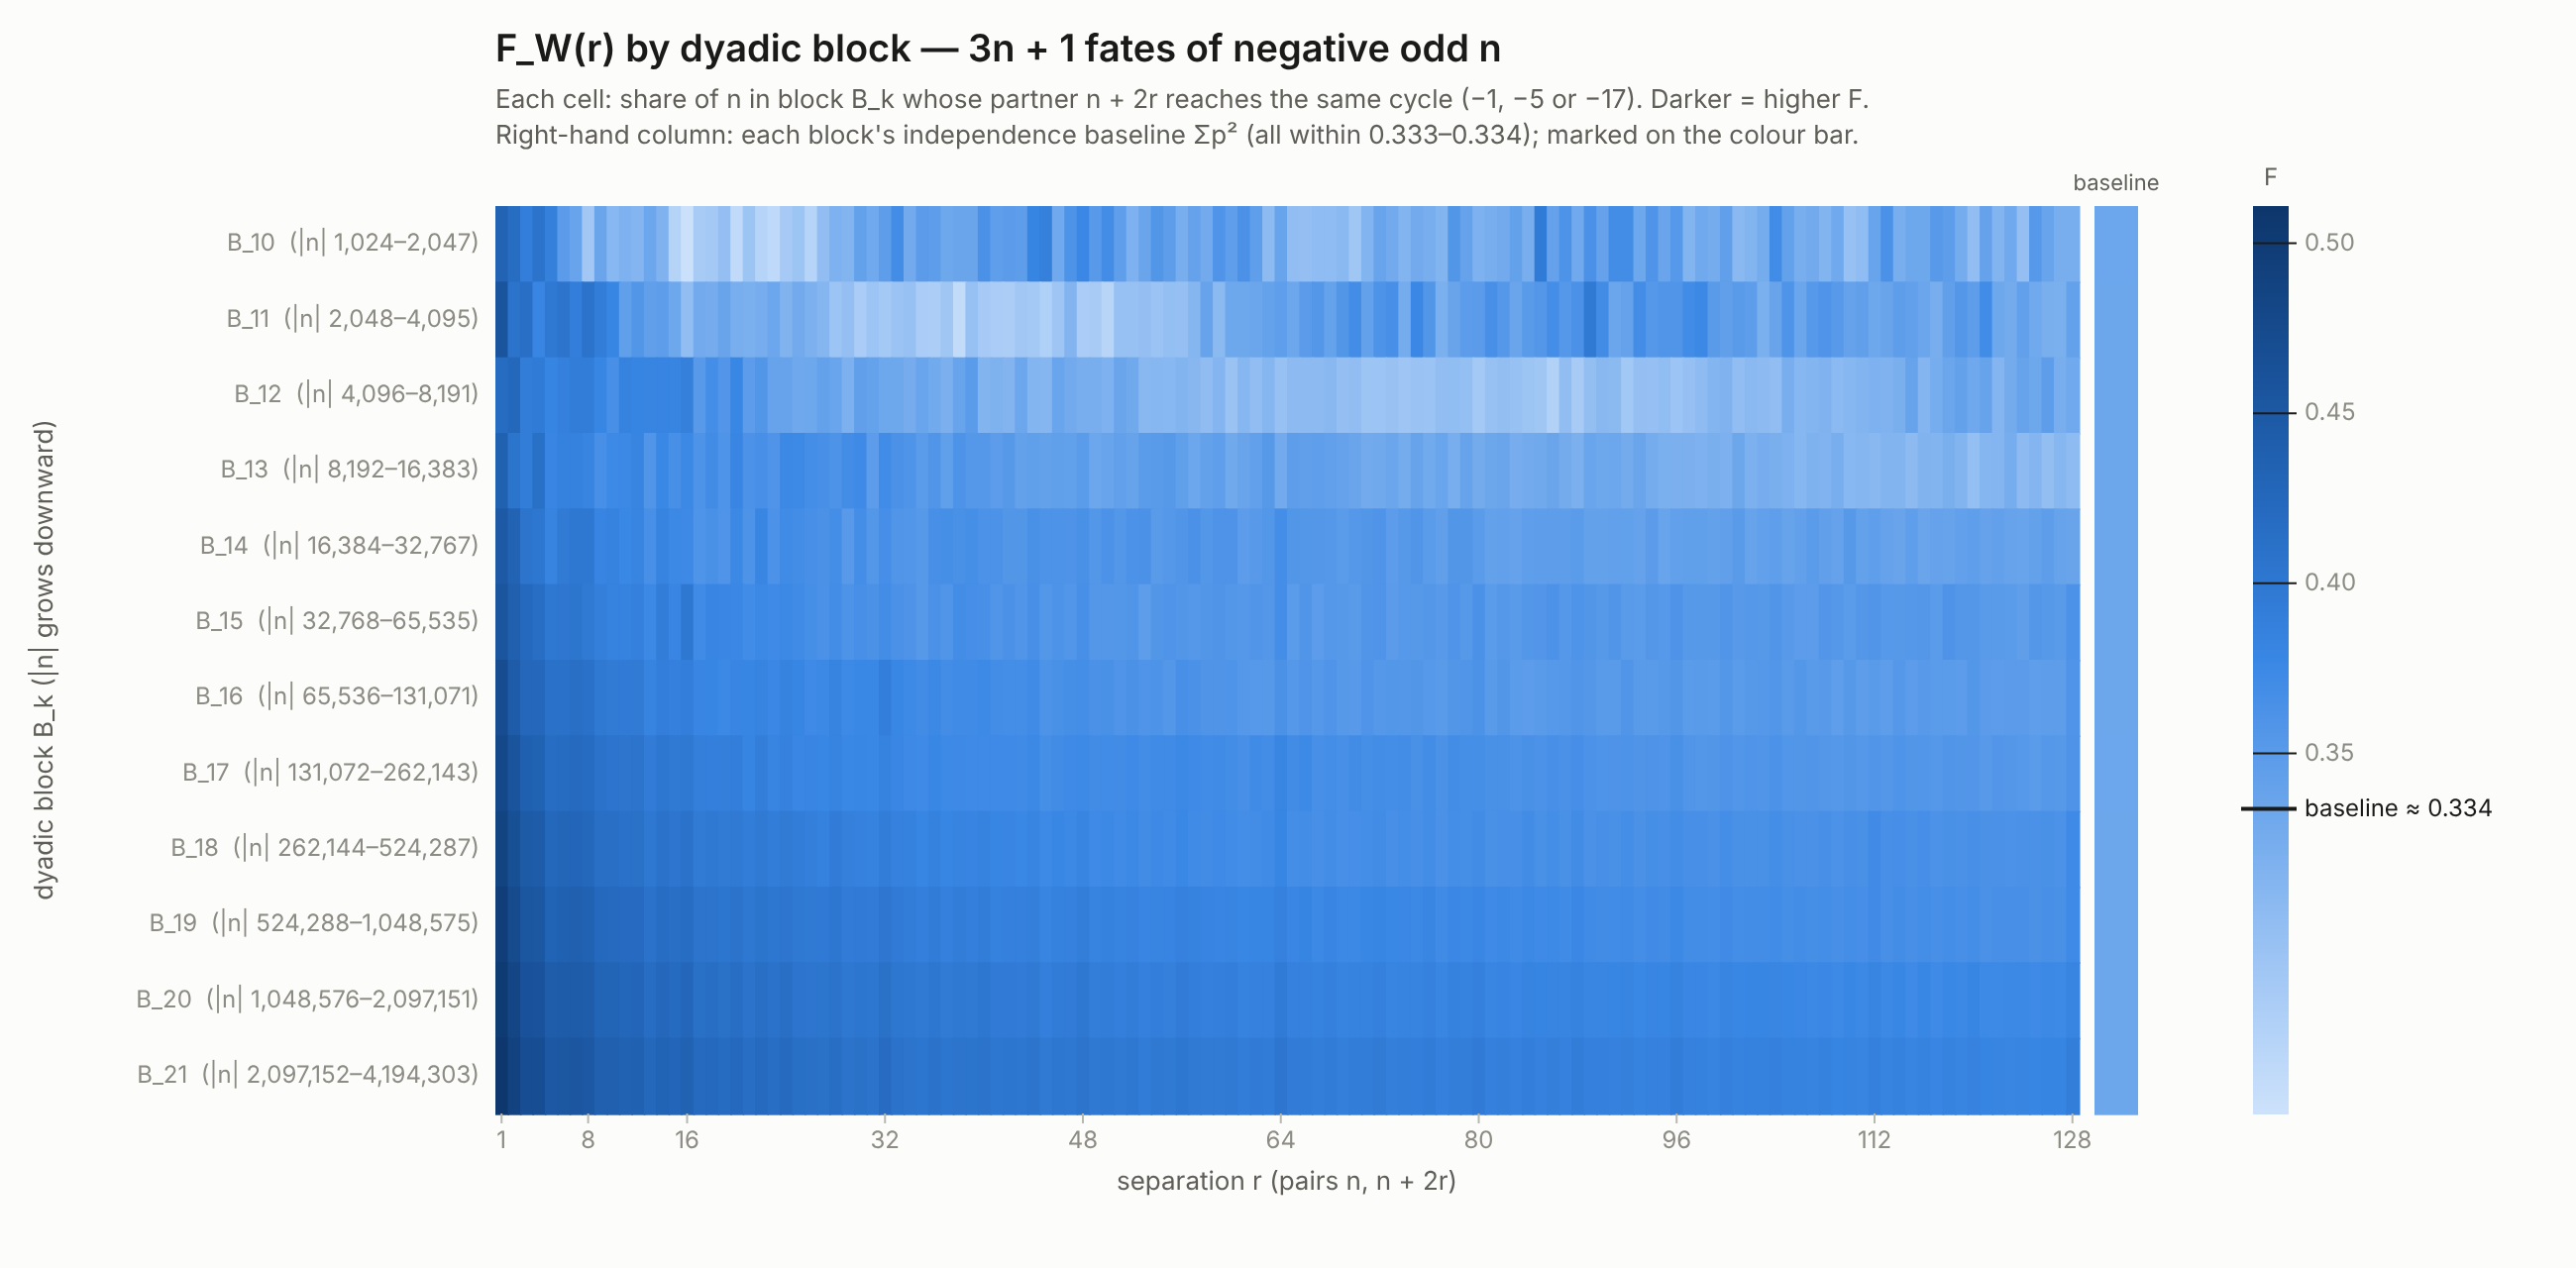 F_W(r) by dyadic block — 3n + 1 fates of negative odd n
Each cell: share of n in block B_k whose partner n + 2r reaches the same cycle (−1, −5 or −17). Darker = higher F.
Right-hand column: each block's independence baseline Σp² (all within 0.333–0.334); marked on the colour bar.
baseline
F
dyadic block B_k (|n| grows downward)
B_10 (|n| 1,024–2,047)
B_11 (|n| 2,048–4,095)
B_12 (|n| 4,096–8,191)
B_13 (|n| 8,192–16,383)
B_14 (|n| 16,384–32,767)
B_15 (|n| 32,768–65,535)
B_16 (|n| 65,536–131,071)
B_17 (|n| 131,072–262,143)
B_18 (|n| 262,144–524,287)
B_19 (|n| 524,288–1,048,575)
B_20 (|n| 1,048,576–2,097,151)
B_21 (|n| 2,097,152–4,194,303)
0.50
0.45
0.40
0.35
baseline ≈ 0.334
1 8 16 32 48 64 80 96 112 128
separation r (pairs n, n + 2r)